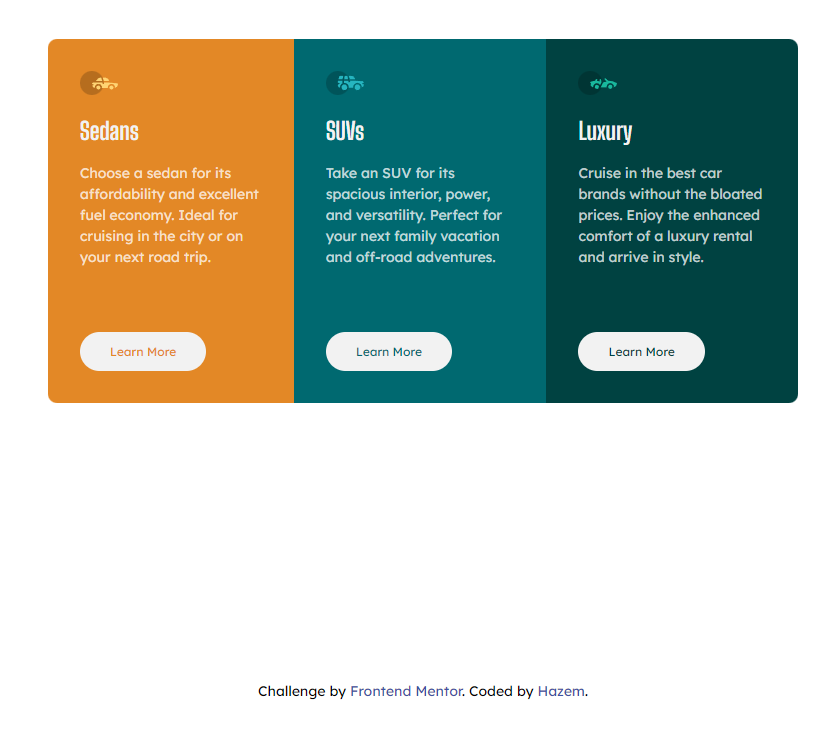 Sedans
Choose a sedan for its
affordability and excellent
fuel economy. Ideal for
cruising in the city or on
your next road trip.
Learn More
SUVs
Take an SUV for its
spacious interior, power,
and versatility. Perfect for
your next family vacation
and off-road adventures.
Learn More
Luxury
Cruise in the best car
brands without the bloated
prices. Enjoy the enhanced
comfort of a luxury rental
and arrive in style.
Learn More
Challenge by Frontend Mentor. Coded by Hazem.